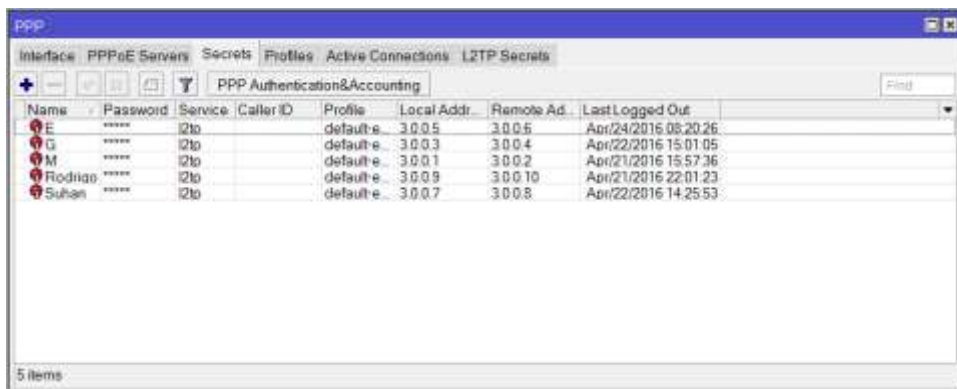 PPP
Interface PPPoE Servers Secrets Profiles Active Connections L2TP Secrets
PPP Authentication&Accounting Find
Name Password Service Caller ID Profile Local Addr... Remote Ad... Last Logged Out
E ***** l2tp default-e... 3.0.0.5 3.0.0.6 Apr/24/2016 08:20:26
G ***** l2tp default-e... 3.0.0.3 3.0.0.4 Apr/22/2016 15:01:05
M ***** l2tp default-e... 3.0.0.1 3.0.0.2 Apr/21/2016 15:57:36
Rodrigo ***** l2tp default-e... 3.0.0.9 3.0.0.10 Apr/21/2016 22:01:23
Suhan ***** l2tp default-e... 3.0.0.7 3.0.0.8 Apr/22/2016 14:25:53
5 items